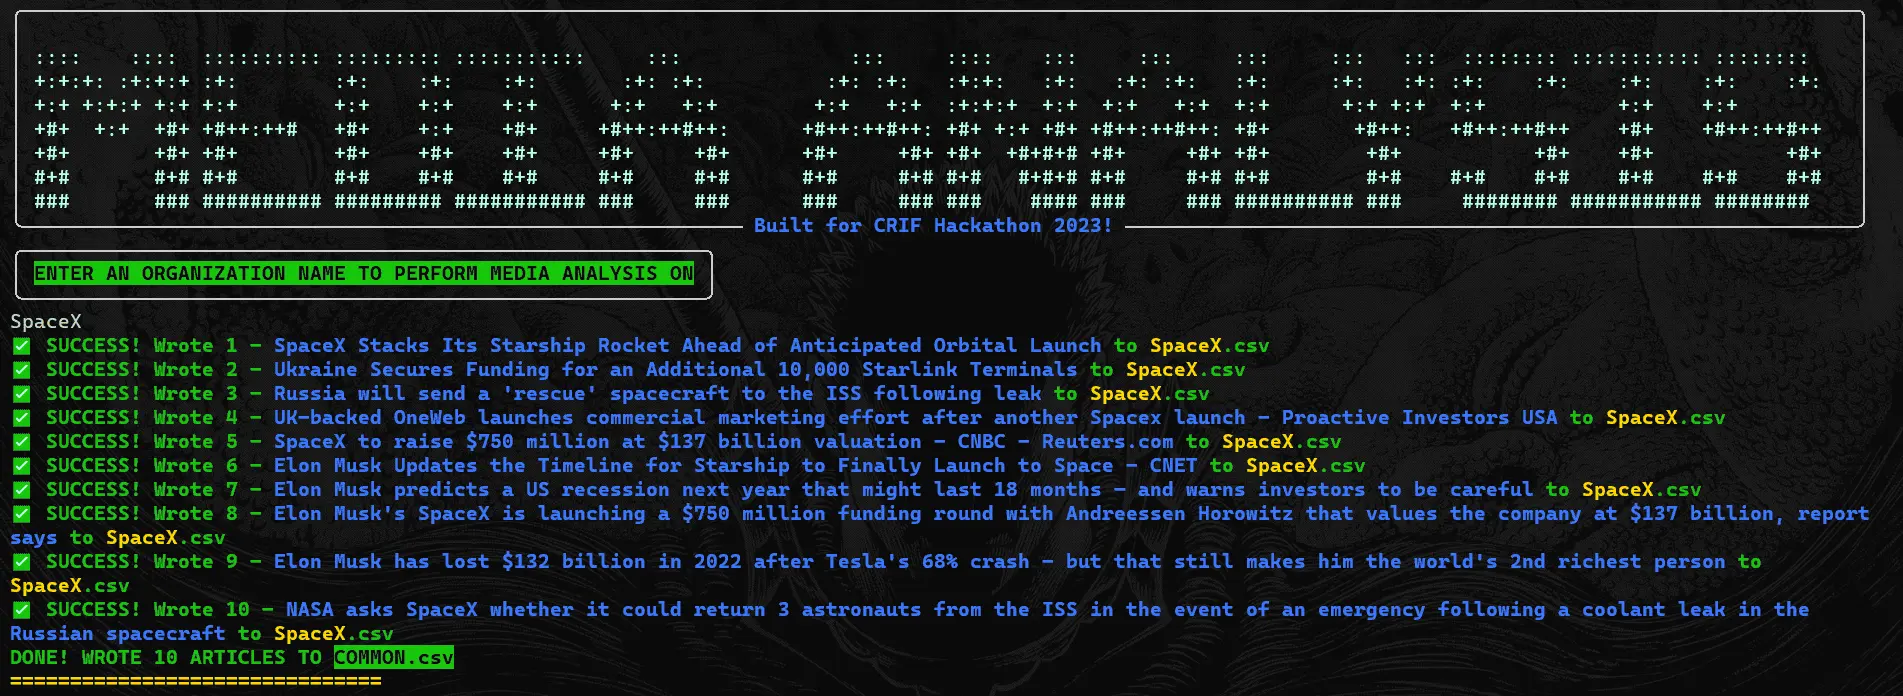 MEDIA ANALYSIS
Built for CRIF Hackathon 2023!
ENTER AN ORGANIZATION NAME TO PERFORM MEDIA ANALYSIS ON
SpaceX
✅ SUCCESS! Wrote 1 - SpaceX Stacks Its Starship Rocket Ahead of Anticipated Orbital Launch to SpaceX.csv
✅ SUCCESS! Wrote 2 - Ukraine Secures Funding for an Additional 10,000 Starlink Terminals to SpaceX.csv
✅ SUCCESS! Wrote 3 - Russia will send a 'rescue' spacecraft to the ISS following leak to SpaceX.csv
✅ SUCCESS! Wrote 4 - UK-backed OneWeb launches commercial marketing effort after another Spacex launch - Proactive Investors USA to SpaceX.csv
✅ SUCCESS! Wrote 5 - SpaceX to raise $750 million at $137 billion valuation - CNBC - Reuters.com to SpaceX.csv
✅ SUCCESS! Wrote 6 - Elon Musk Updates the Timeline for Starship to Finally Launch to Space - CNET to SpaceX.csv
✅ SUCCESS! Wrote 7 - Elon Musk predicts a US recession next year that might last 18 months — and warns investors to be careful to SpaceX.csv
✅ SUCCESS! Wrote 8 - Elon Musk's SpaceX is launching a $750 million funding round with Andreessen Horowitz that values the company at $137 billion, report
says to SpaceX.csv
✅ SUCCESS! Wrote 9 - Elon Musk has lost $132 billion in 2022 after Tesla's 68% crash — but that still makes him the world's 2nd richest person to
SpaceX.csv
✅ SUCCESS! Wrote 10 - NASA asks SpaceX whether it could return 3 astronauts from the ISS in the event of an emergency following a coolant leak in the
Russian spacecraft to SpaceX.csv
DONE! WROTE 10 ARTICLES TO COMMON.csv
===============================